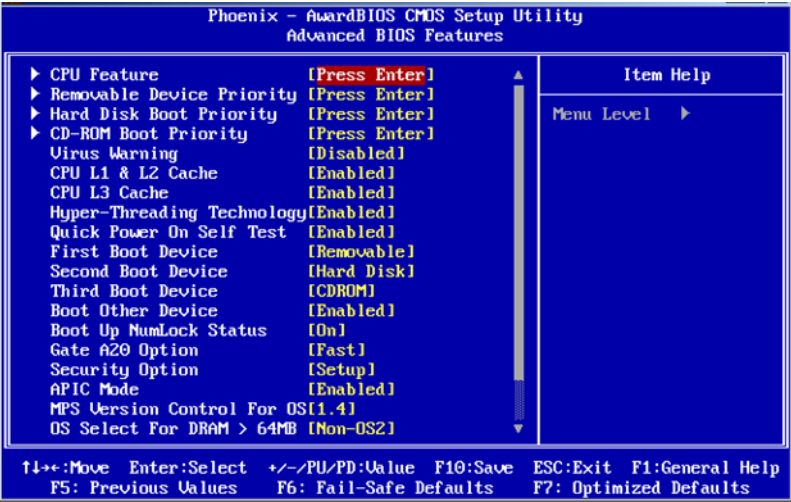 Phoenix - AwardBIOS CMOS Setup Utility
Advanced BIOS Features
CPU Feature [Press Enter]
Removable Device Priority [Press Enter]
Hard Disk Boot Priority [Press Enter]
CD-ROM Boot Priority [Press Enter]
Virus Warning [Disabled]
CPU L1 & L2 Cache [Enabled]
CPU L3 Cache [Enabled]
Hyper-Threading Technology[Enabled]
Quick Power On Self Test [Enabled]
First Boot Device [Removable]
Second Boot Device [Hard Disk]
Third Boot Device [CDROM]
Boot Other Device [Enabled]
Boot Up NumLock Status [On]
Gate A20 Option [Fast]
Security Option [Setup]
APIC Mode [Enabled]
MPS Version Control For OS[1.4]
OS Select For DRAM > 64MB [Non-OS2]
Item Help
Menu Level ▶
↑↓→←:Move Enter:Select +/-/PU/PD:Value F10:Save ESC:Exit F1:General Help
F5: Previous Values F6: Fail-Safe Defaults F7: Optimized Defaults